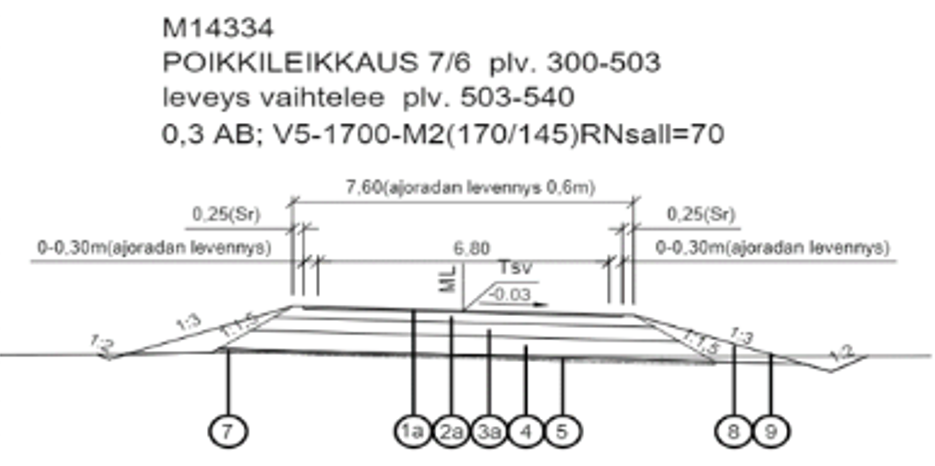 M14334
POIKKILEIKKAUS 7/6 plv. 300-503
leveys vaihtelee plv. 503-540
0,3 AB; V5-1700-M2(170/145)RNsall=70
7,60(ajoradan levennys 0,6m)
0,25(Sr) 0,25(Sr)
0-0,30m(ajoradan levennys) 6,80 0-0,30m(ajoradan levennys)
ML Tsv
-0.03
1:2 1:3 1:1,5 1:1,5 1:3 1:2
7 1a 2a 3a 4 5 8 9